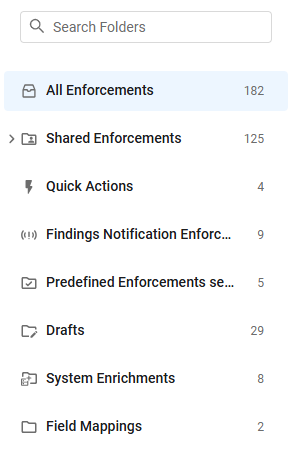 Search Folders
All Enforcements 182
Shared Enforcements 125
Quick Actions 4
Findings Notification Enforc... 9
Predefined Enforcements se... 5
Drafts 29
System Enrichments 8
Field Mappings 2